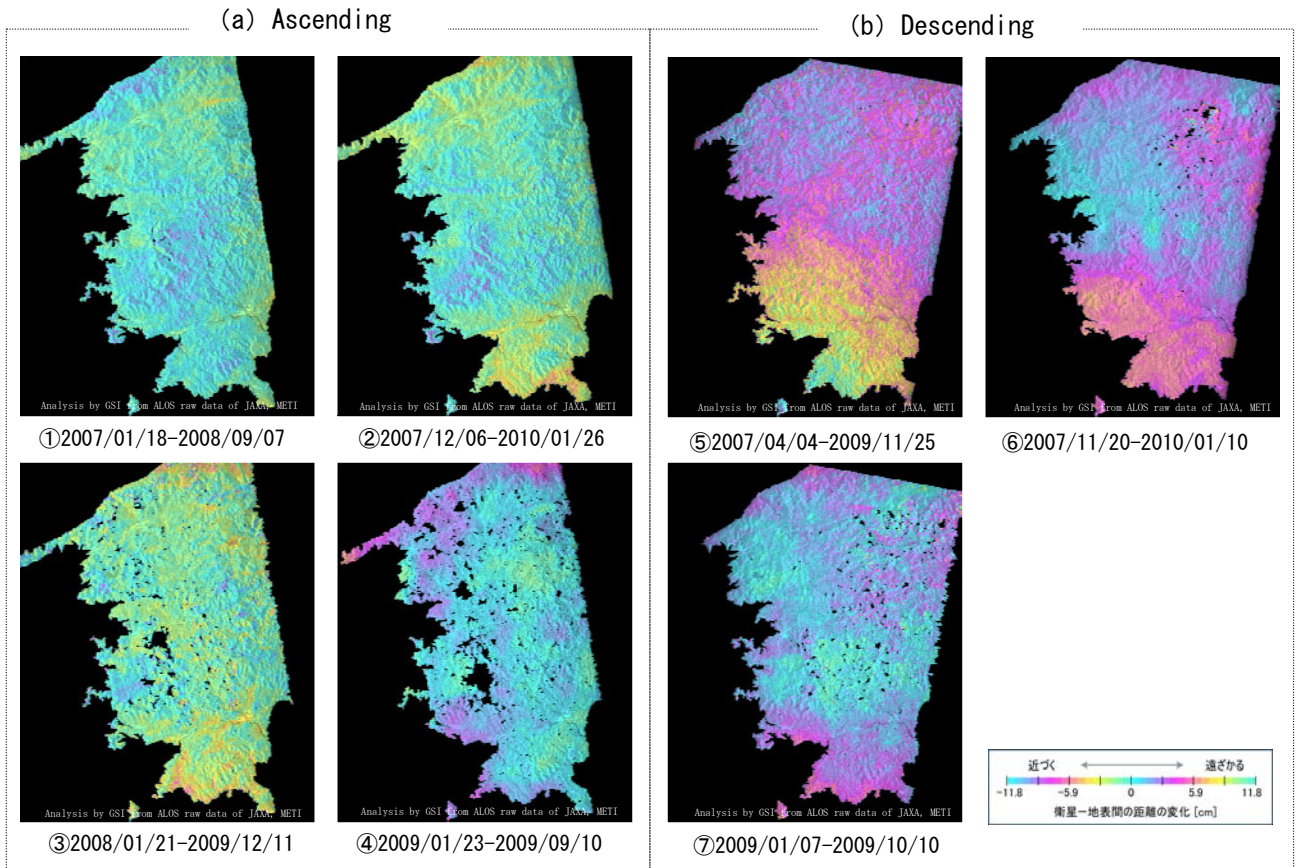 (a) Ascending
(b) Descending
Analysis by GSI from ALOS raw data of JAXA, METI
Analysis by GSI from ALOS raw data of JAXA, METI
Analysis by GSI from ALOS raw data of JAXA, METI
Analysis by GSI from ALOS raw data of JAXA, METI
①2007/01/18-2008/09/07
②2007/12/06-2010/01/26
⑤2007/04/04-2009/11/25
⑥2007/11/20-2010/01/10
近づく
遠ざかる
-11.8 -5.9 0 5.9 11.8
衛星ー地表間の距離の変化 [cm]
Analysis by GSI from ALOS raw data of JAXA, METI
Analysis by GSI from ALOS raw data of JAXA, METI
Analysis by GSI from ALOS raw data of JAXA, METI
③2008/01/21-2009/12/11
④2009/01/23-2009/09/10
⑦2009/01/07-2009/10/10